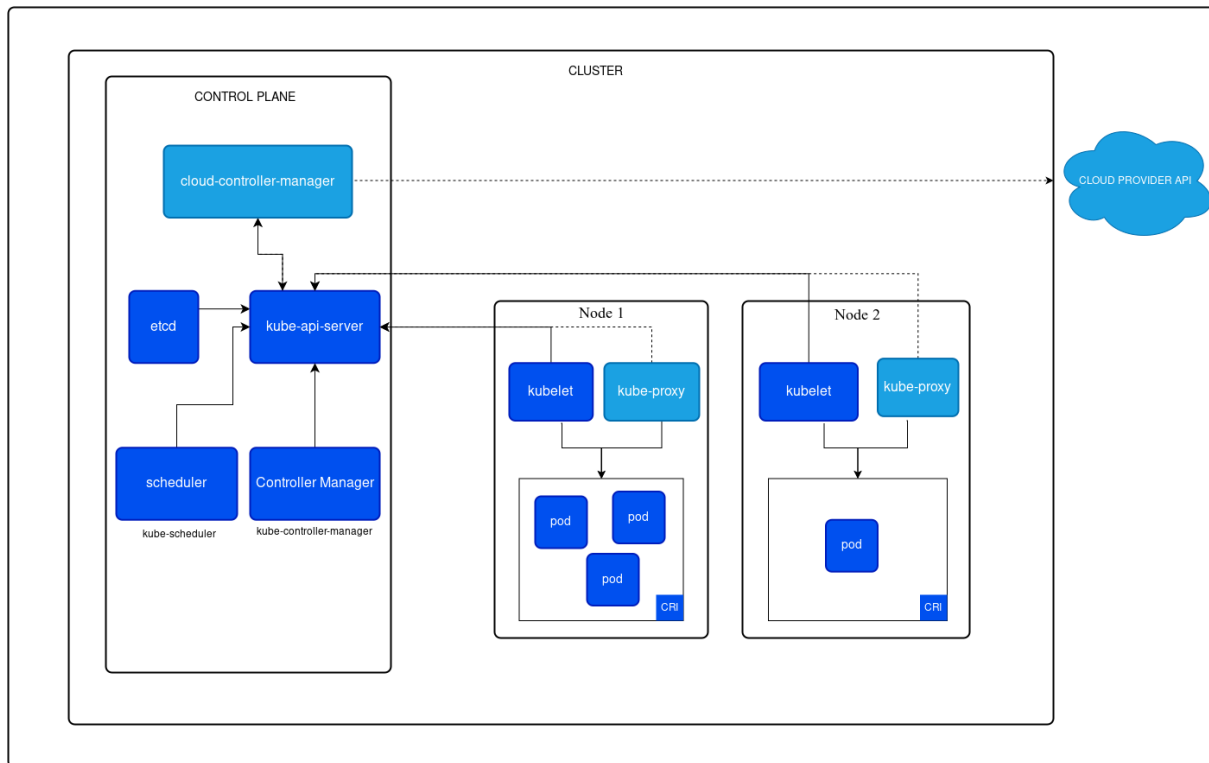 CLUSTER
CONTROL PLANE
cloud-controller-manager
CLOUD PROVIDER API
etcd
kube-api-server
scheduler
kube-scheduler
Controller Manager
kube-controller-manager
Node 1
kubelet
kube-proxy
pod
pod
pod
CRI
Node 2
kubelet
kube-proxy
pod
CRI